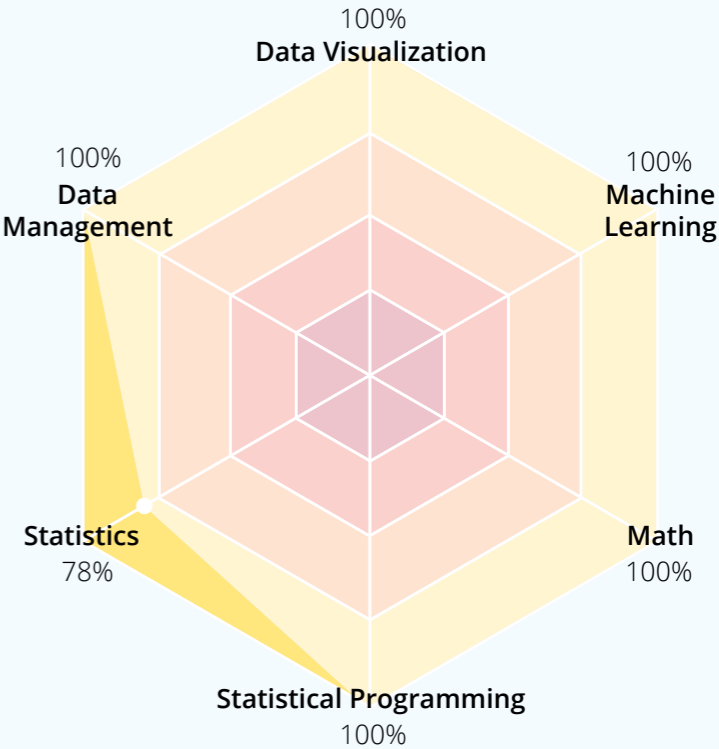 100%
Data Visualization
100%
Data
Management
100%
Machine
Learning
Statistics
78%
Math
100%
Statistical Programming
100%